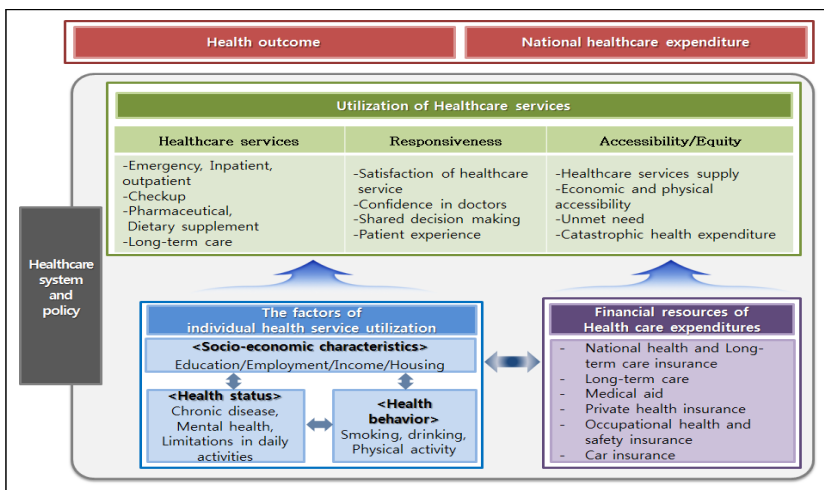 Health outcome
National healthcare expenditure
Utilization of Healthcare services
Healthcare services
-Emergency, Inpatient,
outpatient
-Checkup
-Pharmaceutical,
Dietary supplement
-Long-term care
Responsiveness
-Satisfaction of healthcare
service
-Confidence in doctors
-Shared decision making
-Patient experience
Accessibility/Equity
-Healthcare services supply
-Economic and physical
accessibility
-Unmet need
-Catastrophic health expenditure
Healthcare
system
and
policy
The factors of
individual health service utilization
<Socio-economic characteristics>
Education/Employment/Income/Housing
<Health status>
Chronic disease,
Mental health,
Limitations in daily
activities
<Health
behavior>
Smoking, drinking,
Physical activity
Financial resources of
Health care expenditures
- National health and Long-
term care insurance
- Long-term care
- Medical aid
- Private health insurance
- Occupational health and
safety insurance
- Car insurance